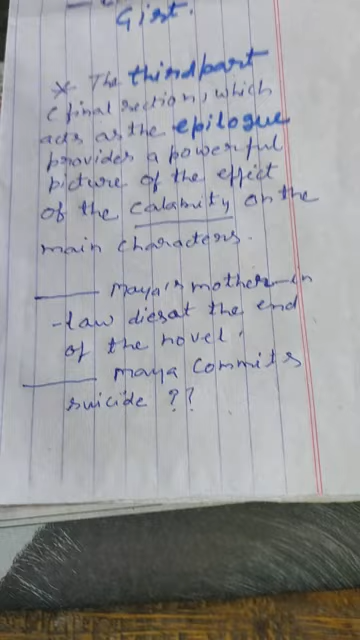 Gist.
* The third part
(final section, which
acts as the epilogue
provides a powerful
picture of the effect
of the calamity on the
main characters.
Maya's mother-in
-law dies at the end
of the novel.
Maya commits
suicide ??